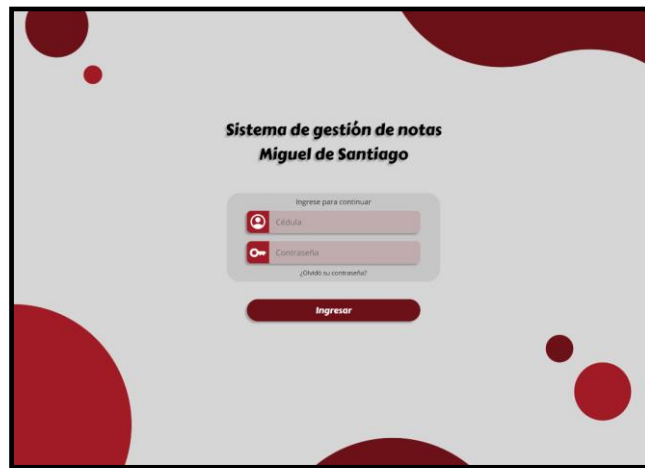 Sistema de gestión de notas
Miguel de Santiago
Ingrese para continuar
Cédula
Contraseña
¿Olvidó su contraseña?
Ingresar